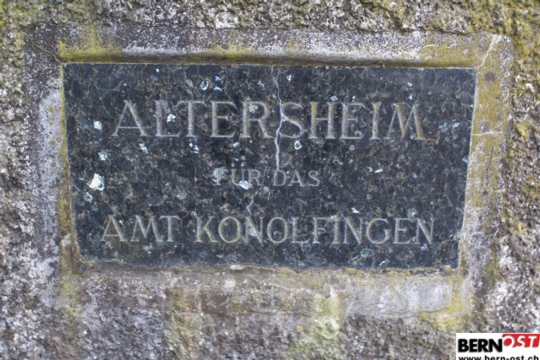 ALTERSHEIM
FÜR DAS
AMT KONOLFINGEN
BERNOST
www.bern-ost.ch